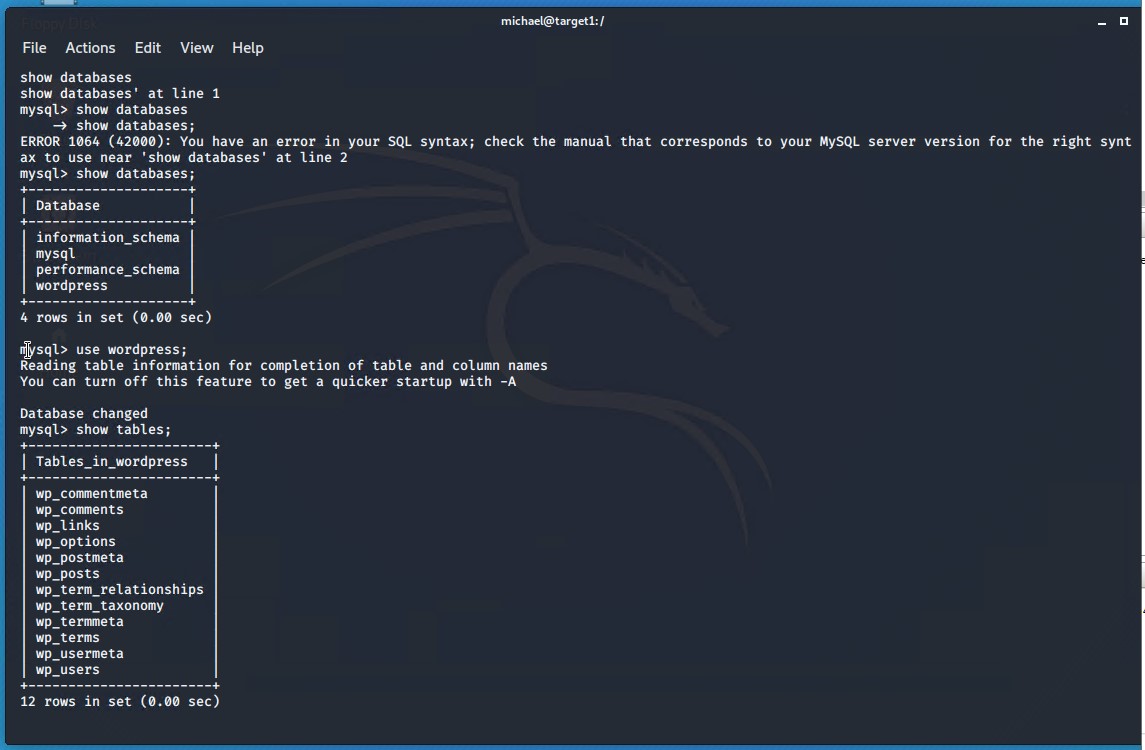 Floppy Disk
michael@target1:/
File Actions Edit View Help
show databases
show databases' at line 1
mysql> show databases
    -> show databases;
ERROR 1064 (42000): You have an error in your SQL syntax; check the manual that corresponds to your MySQL server version for the right synt
ax to use near 'show databases' at line 2
mysql> show databases;
+--------------------+
| Database           |
+--------------------+
| information_schema |
| mysql              |
| performance_schema |
| wordpress          |
+--------------------+
4 rows in set (0.00 sec)
mysql> use wordpress;
Reading table information for completion of table and column names
You can turn off this feature to get a quicker startup with -A
Database changed
mysql> show tables;
+-----------------------+
| Tables_in_wordpress   |
+-----------------------+
| wp_commentmeta        |
| wp_comments           |
| wp_links              |
| wp_options            |
| wp_postmeta           |
| wp_posts              |
| wp_term_relationships |
| wp_term_taxonomy      |
| wp_termmeta           |
| wp_terms              |
| wp_usermeta           |
| wp_users              |
+-----------------------+
12 rows in set (0.00 sec)